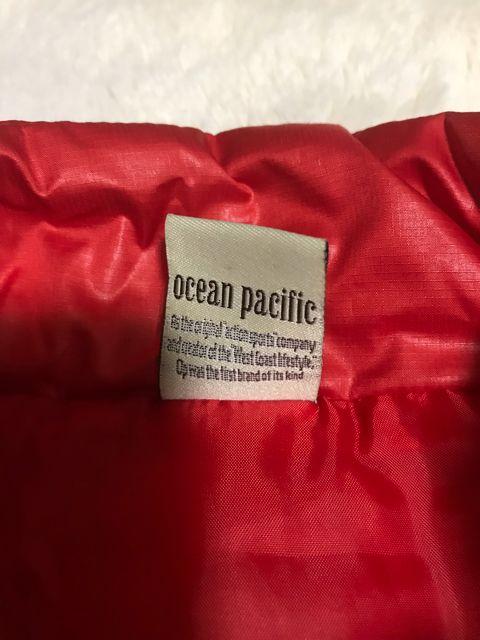 ocean pacific
As the original "action sports" company
and creator of the "West Coast lifestyle,"
Op was the first brand of its kind